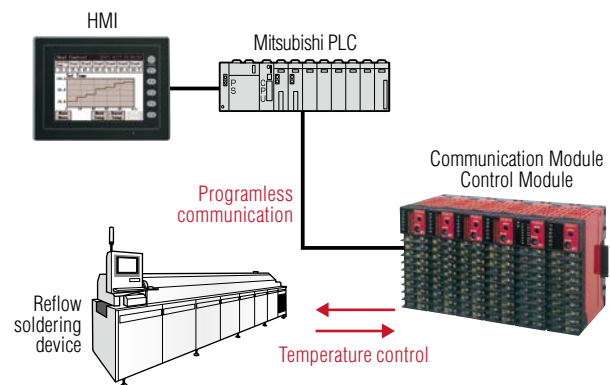 HMI
Mitsubishi PLC
P
S
C
P
U
Communication Module
Control Module
Programless
communication
Reflow
soldering
device
Temperature control